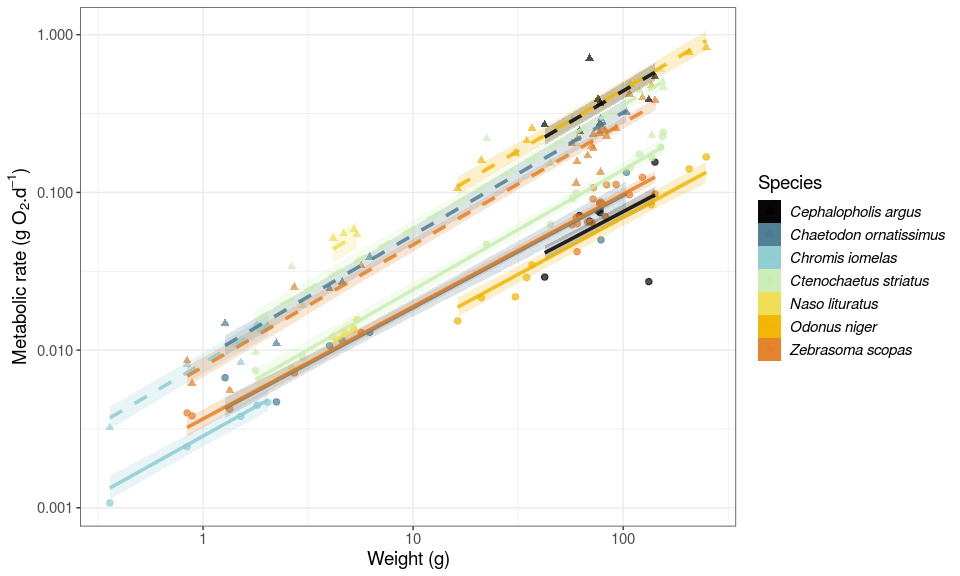 1.000
0.100
0.010
0.001
Metabolic rate (g O₂.d⁻¹)
1
10
100
Weight (g)
Species
Cephalopholis argus
Chaetodon ornatissimus
Chromis iomelas
Ctenochaetus striatus
Naso lituratus
Odonus niger
Zebrasoma scopas